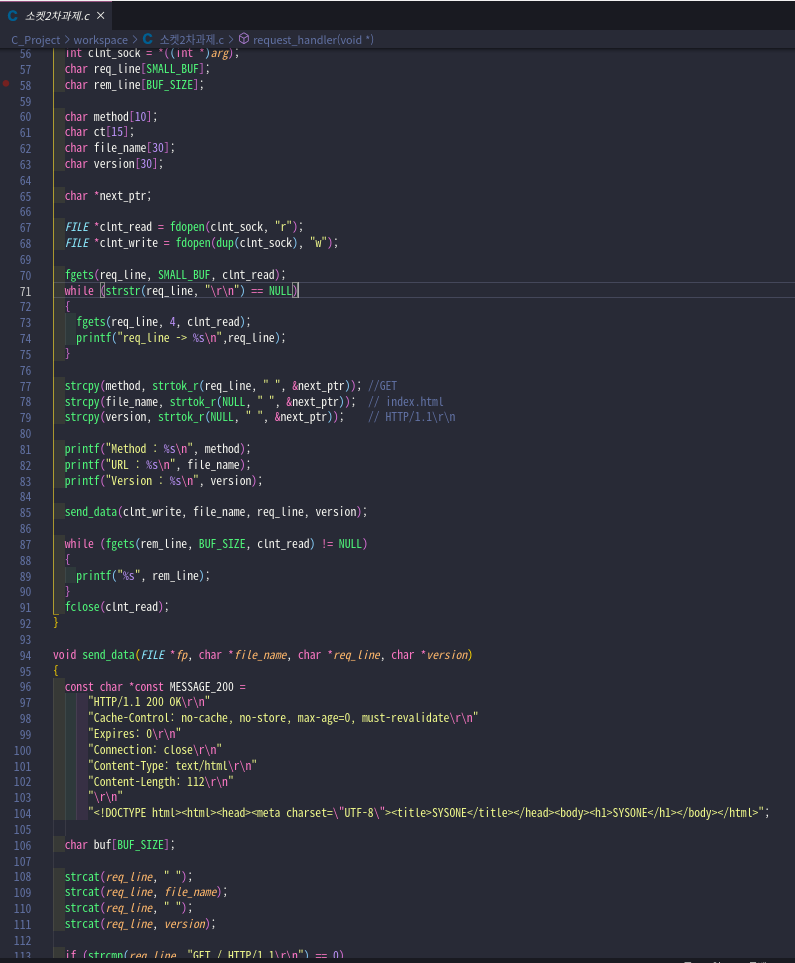 소켓2차과제.c
C_Project > workspace > 소켓2차과제.c > request_handler(void *)
56 int clnt_sock = *((int *)arg);
57 char req_line[SMALL_BUF];
58 char rem_line[BUF_SIZE];
59
60 char method[10];
61 char ct[15];
62 char file_name[30];
63 char version[30];
64
65 char *next_ptr;
66
67 FILE *clnt_read = fdopen(clnt_sock, "r");
68 FILE *clnt_write = fdopen(dup(clnt_sock), "w");
69
70 fgets(req_line, SMALL_BUF, clnt_read);
71 while (strstr(req_line, "\r\n") == NULL)
72 {
73 fgets(req_line, 4, clnt_read);
74 printf("req_line -> %s\n",req_line);
75 }
76
77 strcpy(method, strtok_r(req_line, " ", &next_ptr)); //GET
78 strcpy(file_name, strtok_r(NULL, " ", &next_ptr)); // index.html
79 strcpy(version, strtok_r(NULL, " ", &next_ptr)); // HTTP/1.1\r\n
80
81 printf("Method : %s\n", method);
82 printf("URL : %s\n", file_name);
83 printf("Version : %s\n", version);
84
85 send_data(clnt_write, file_name, req_line, version);
86
87 while (fgets(rem_line, BUF_SIZE, clnt_read) != NULL)
88 {
89 printf("%s", rem_line);
90 }
91 fclose(clnt_read);
92 }
93
94 void send_data(FILE *fp, char *file_name, char *req_line, char *version)
95 {
96 const char *const MESSAGE_200 =
97 "HTTP/1.1 200 OK\r\n"
98 "Cache-Control: no-cache, no-store, max-age=0, must-revalidate\r\n"
99 "Expires: 0\r\n"
100 "Connection: close\r\n"
101 "Content-Type: text/html\r\n"
102 "Content-Length: 112\r\n"
103 "\r\n"
104 "<!DOCTYPE html><html><head><meta charset=\"UTF-8\"><title>SYSONE</title></head><body><h1>SYSONE</h1></body></html>";
105
106 char buf[BUF_SIZE];
107
108 strcat(req_line, " ");
109 strcat(req_line, file_name);
110 strcat(req_line, " ");
111 strcat(req_line, version);
112
113 if (strcmp(req_line, "GET / HTTP/1.1\r\n") == 0)